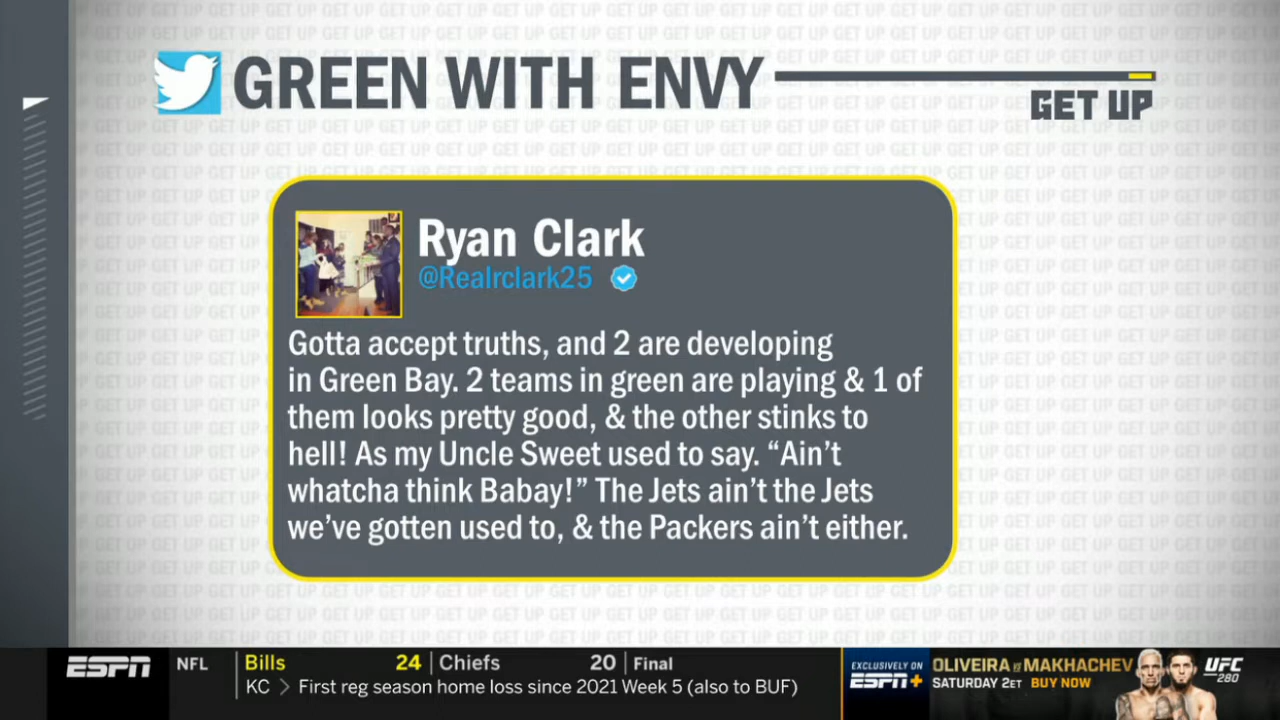 GREEN WITH ENVY
GET UP
Ryan Clark
@Realrclark25
Gotta accept truths, and 2 are developing
in Green Bay. 2 teams in green are playing & 1 of
them looks pretty good, & the other stinks to
hell! As my Uncle Sweet used to say. “Ain’t
whatcha think Babay!” The Jets ain’t the Jets
we’ve gotten used to, & the Packers ain’t either.
ESPN NFL Bills 24 Chiefs 20 Final
KC > First reg season home loss since 2021 Week 5 (also to BUF)
EXCLUSIVELY ON
ESPN+
OLIVEIRA vs MAKHACHEV
SATURDAY 2ET BUY NOW
UFC
280